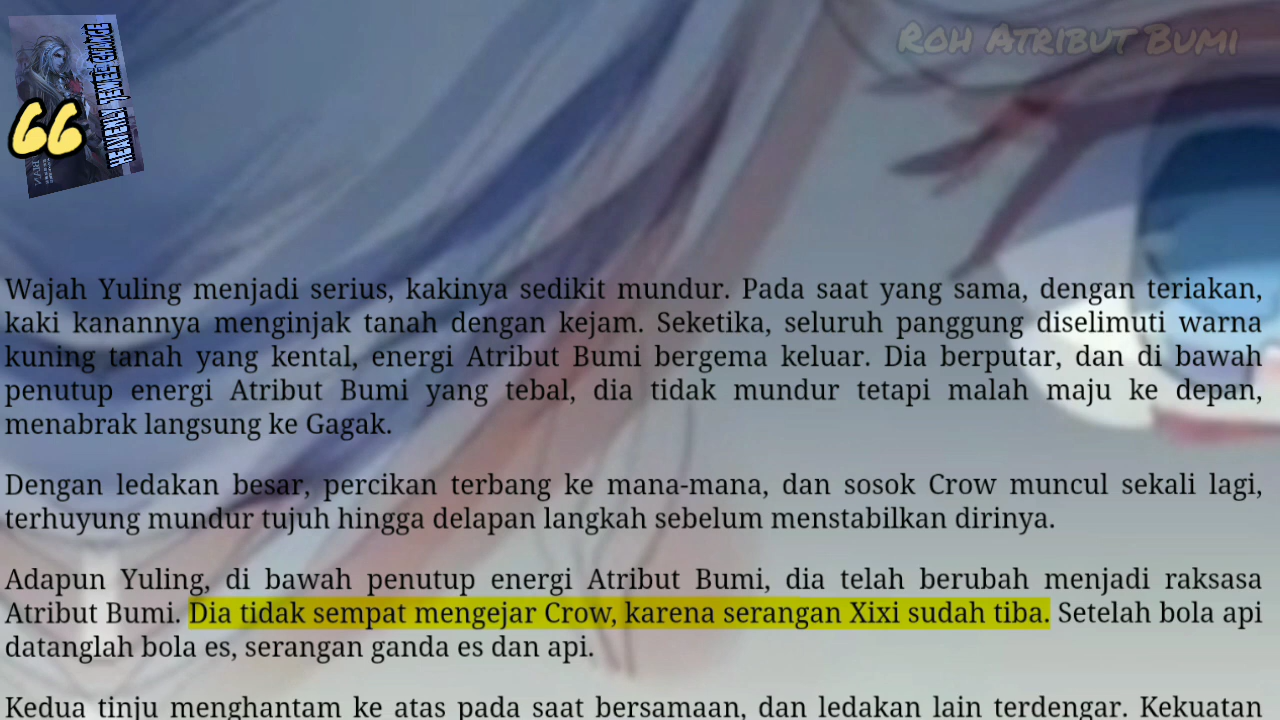 Roh Atribut Bumi
HEAVENLY JEWEL CHANGE
66
Wajah Yuling menjadi serius, kakinya sedikit mundur. Pada saat yang sama, dengan teriakan,
kaki kanannya menginjak tanah dengan kejam. Seketika, seluruh panggung diselimuti warna
kuning tanah yang kental, energi Atribut Bumi bergema keluar. Dia berputar, dan di bawah
penutup energi Atribut Bumi yang tebal, dia tidak mundur tetapi malah maju ke depan,
menabrak langsung ke Gagak.
Dengan ledakan besar, percikan terbang ke mana-mana, dan sosok Crow muncul sekali lagi,
terhuyung mundur tujuh hingga delapan langkah sebelum menstabilkan dirinya.
Adapun Yuling, di bawah penutup energi Atribut Bumi, dia telah berubah menjadi raksasa
Atribut Bumi. Dia tidak sempat mengejar Crow, karena serangan Xixi sudah tiba. Setelah bola api
datanglah bola es, serangan ganda es dan api.
Kedua tinju menghantam ke atas pada saat bersamaan, dan ledakan lain terdengar. Kekuatan